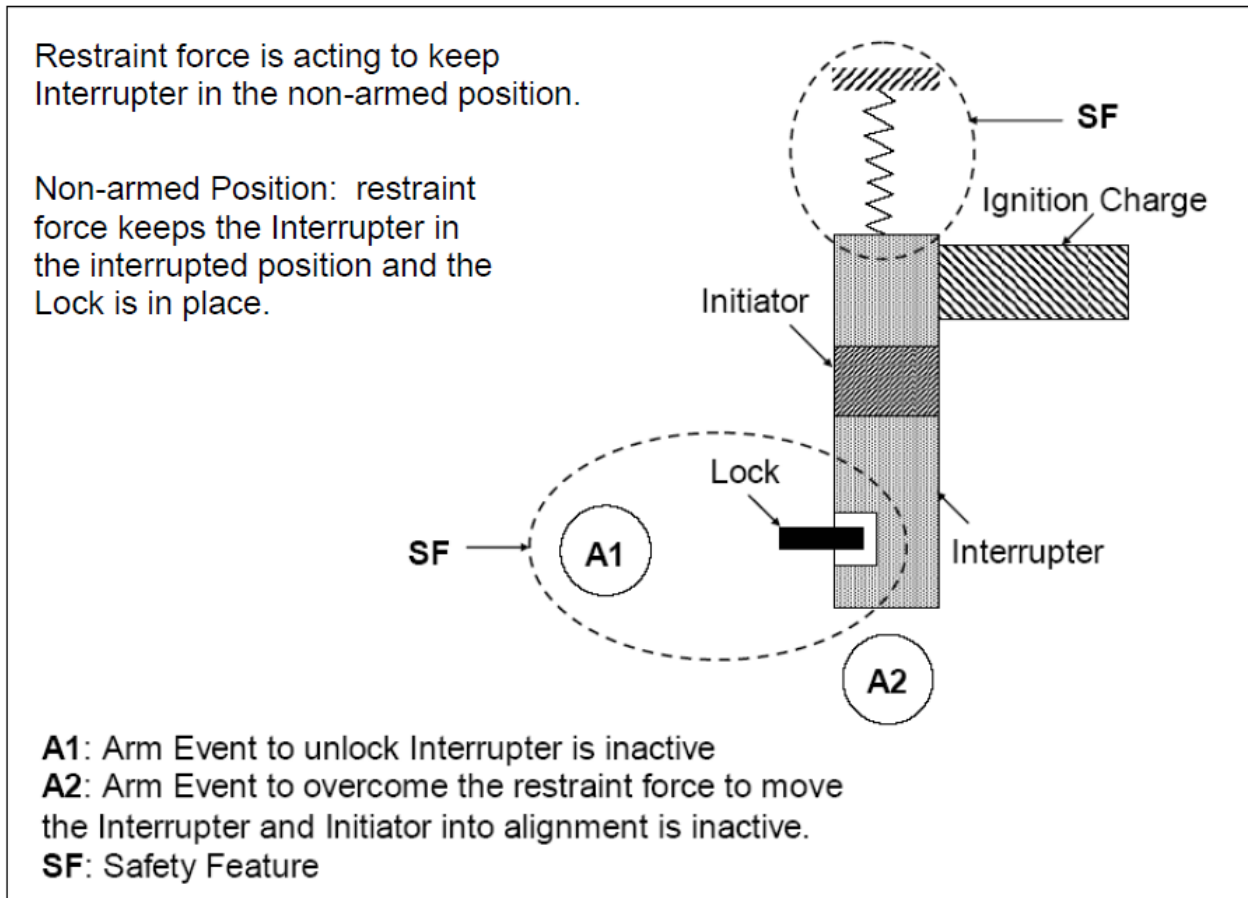 Restraint force is acting to keep
Interrupter in the non-armed position.
SF
Non-armed Position:  restraint
force keeps the Interrupter in
the interrupted position and the
Lock is in place.
Ignition Charge
Initiator
Lock
SF
A1
Interrupter
A2
A1: Arm Event to unlock Interrupter is inactive
A2: Arm Event to overcome the restraint force to move
the Interrupter and Initiator into alignment is inactive.
SF: Safety Feature